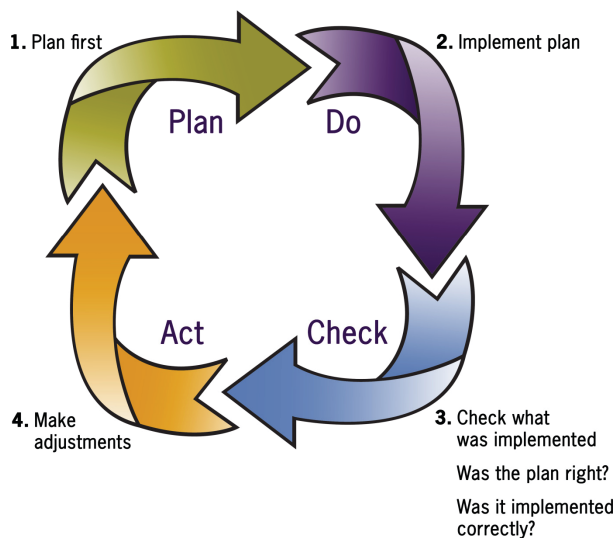 1. Plan first
2. Implement plan
Plan
Do
Act
Check
4. Make
adjustments
3. Check what
was implemented
Was the plan right?
Was it implemented
correctly?